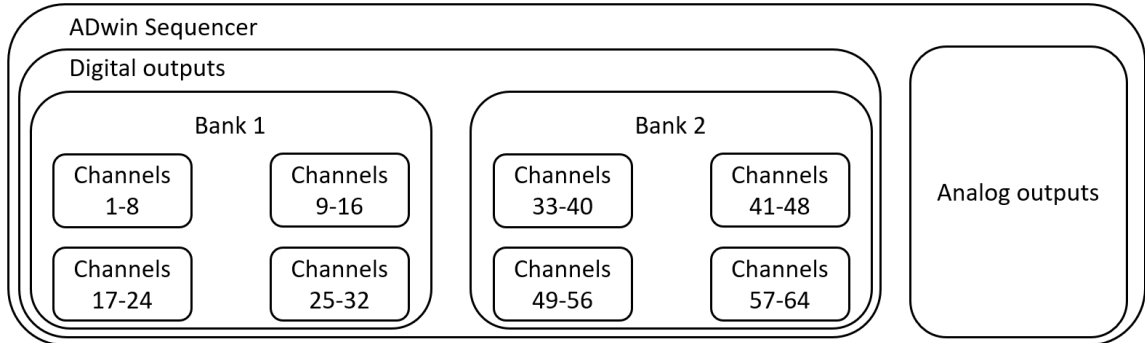 ADwin Sequencer
Digital outputs
Bank 1
Channels
1-8
Channels
9-16
Channels
17-24
Channels
25-32
Bank 2
Channels
33-40
Channels
41-48
Channels
49-56
Channels
57-64
Analog outputs